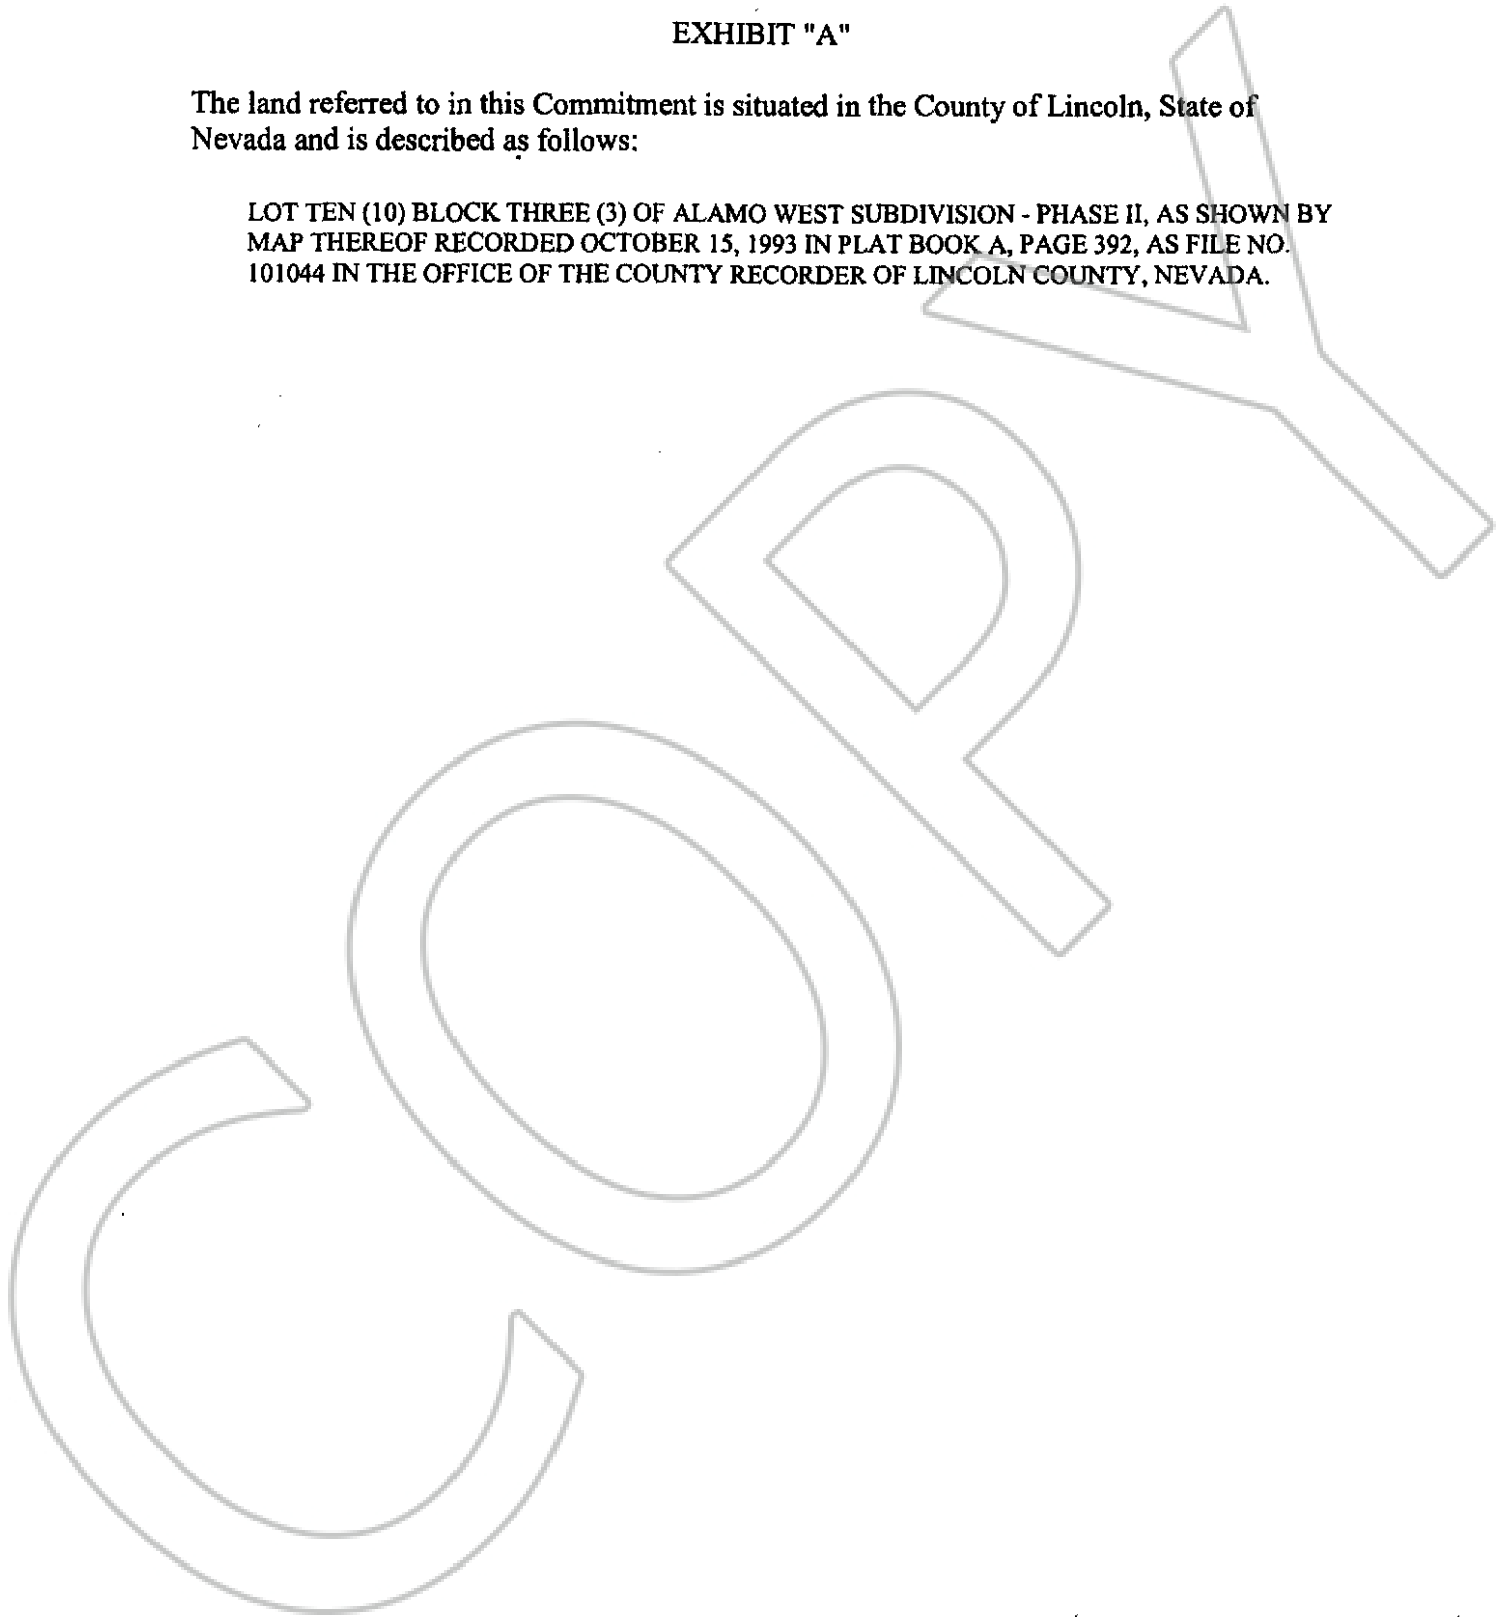 EXHIBIT "A"
The land referred to in this Commitment is situated in the County of Lincoln, State of
Nevada and is described as follows:
LOT TEN (10) BLOCK THREE (3) OF ALAMO WEST SUBDIVISION - PHASE II, AS SHOWN BY
MAP THEREOF RECORDED OCTOBER 15, 1993 IN PLAT BOOK A, PAGE 392, AS FILE NO.
101044 IN THE OFFICE OF THE COUNTY RECORDER OF LINCOLN COUNTY, NEVADA.
COPY